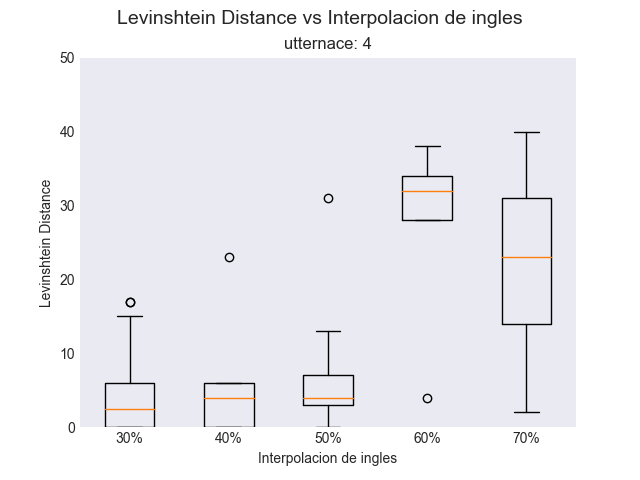 Levinshtein Distance vs Interpolacion de ingles
utternace: 4
50
40
30
20
10
0
Levinshtein Distance
30% 40% 50% 60% 70%
Interpolacion de ingles